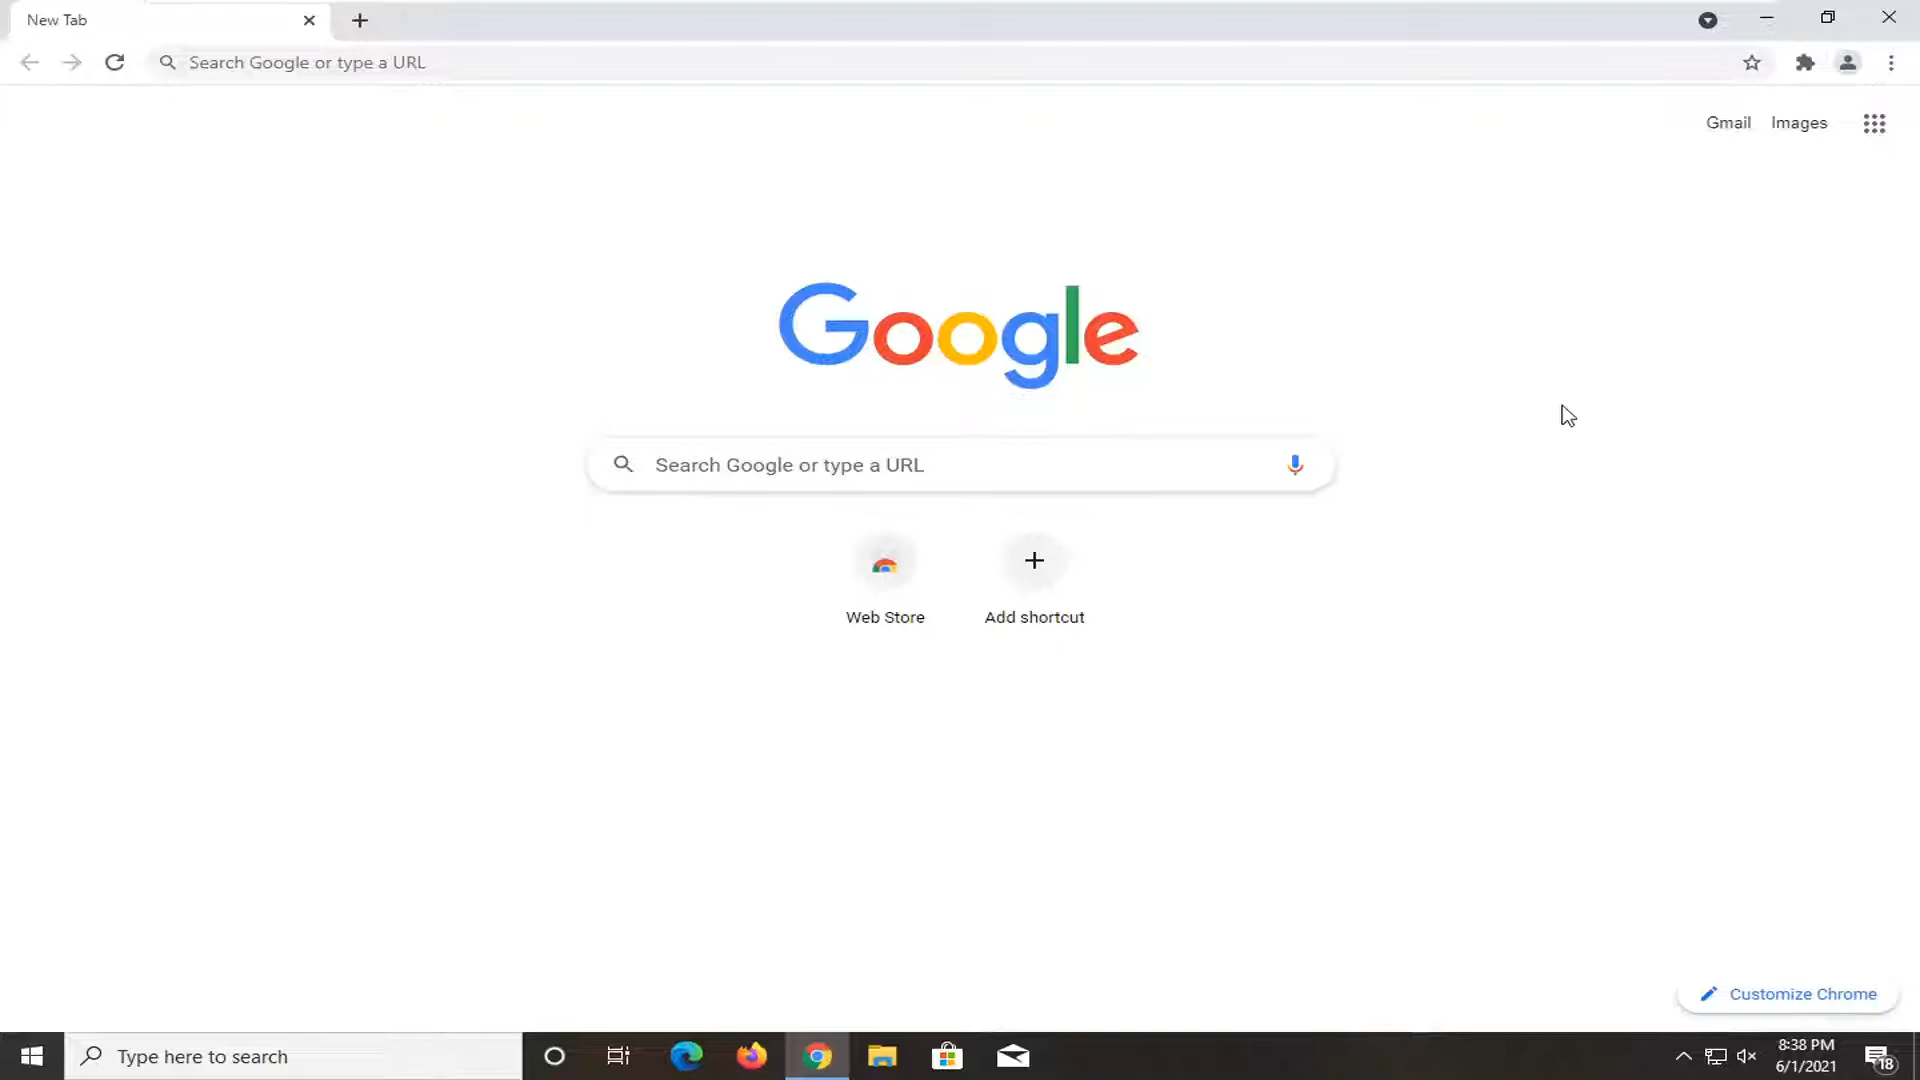 New Tab
Search Google or type a URL
Gmail Images
Google
Search Google or type a URL
Web Store Add shortcut
Customize Chrome
Type here to search
8:38 PM
6/1/2021
18